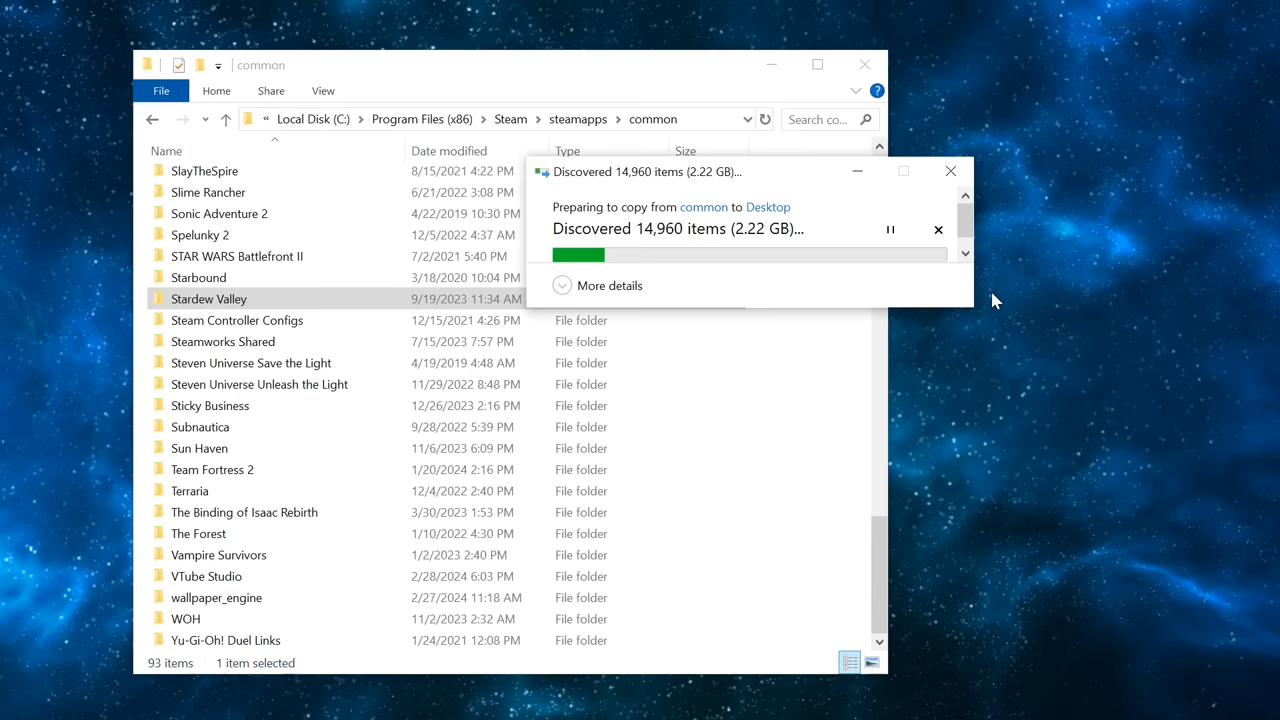 common
File Home Share View
« Local Disk (C:) Program Files (x86) Steam steamapps common Search co...
Name Date modified Type Size
SlayTheSpire 8/15/2021 4:22 PM
Slime Rancher 6/21/2022 3:08 PM
Sonic Adventure 2 4/22/2019 10:30 PM
Spelunky 2 12/5/2022 4:37 AM
STAR WARS Battlefront II 7/2/2021 5:40 PM
Starbound 3/18/2020 10:04 PM
Stardew Valley 9/19/2023 11:34 AM
Steam Controller Configs 12/15/2021 4:26 PM File folder
Steamworks Shared 7/15/2023 7:57 PM File folder
Steven Universe Save the Light 4/19/2019 4:48 AM File folder
Steven Universe Unleash the Light 11/29/2022 8:48 PM File folder
Sticky Business 12/26/2023 2:16 PM File folder
Subnautica 9/28/2022 5:39 PM File folder
Sun Haven 11/6/2023 6:09 PM File folder
Team Fortress 2 1/20/2024 2:16 PM File folder
Terraria 12/4/2022 2:40 PM File folder
The Binding of Isaac Rebirth 3/30/2023 1:53 PM File folder
The Forest 1/10/2022 4:30 PM File folder
Vampire Survivors 1/2/2023 2:40 PM File folder
VTube Studio 2/28/2024 6:03 PM File folder
wallpaper_engine 2/27/2024 11:18 AM File folder
WOH 11/2/2023 2:32 AM File folder
Yu-Gi-Oh! Duel Links 1/24/2021 12:08 PM File folder
93 items 1 item selected
Discovered 14,960 items (2.22 GB)...
Preparing to copy from common to Desktop
Discovered 14,960 items (2.22 GB)...
More details